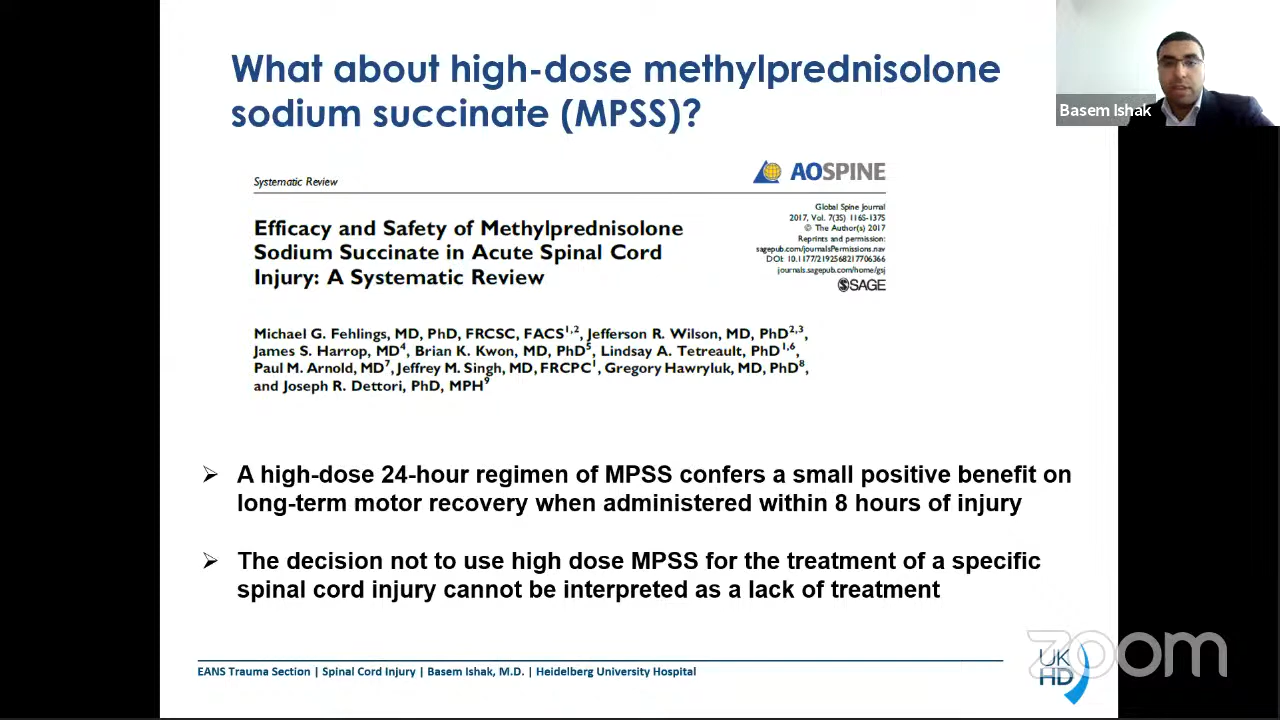 What about high-dose methylprednisolone
sodium succinate (MPSS)?
Basem Ishak
Systematic Review
AOSPINE
Global Spine Journal
2017, Vol. 7(3S) 116S-137S
© The Author(s) 2017
Reprints and permission:
sagepub.com/journalsPermissions.nav
DOI: 10.1177/2192568217706366
journals.sagepub.com/home/gsj
SAGE
Efficacy and Safety of Methylprednisolone
Sodium Succinate in Acute Spinal Cord
Injury: A Systematic Review
Michael G. Fehlings, MD, PhD, FRCSC, FACS1,2, Jefferson R. Wilson, MD, PhD2,3,
James S. Harrop, MD4, Brian K. Kwon, MD, PhD5, Lindsay A. Tetreault, PhD1,6,
Paul M. Arnold, MD7, Jeffrey M. Singh, MD, FRCPC1, Gregory Hawryluk, MD, PhD8,
and Joseph R. Dettori, PhD, MPH9
➢ A high-dose 24-hour regimen of MPSS confers a small positive benefit on
long-term motor recovery when administered within 8 hours of injury
➢ The decision not to use high dose MPSS for the treatment of a specific
spinal cord injury cannot be interpreted as a lack of treatment
EANS Trauma Section | Spinal Cord Injury | Basem Ishak, M.D. | Heidelberg University Hospital
UK
HD
zoom